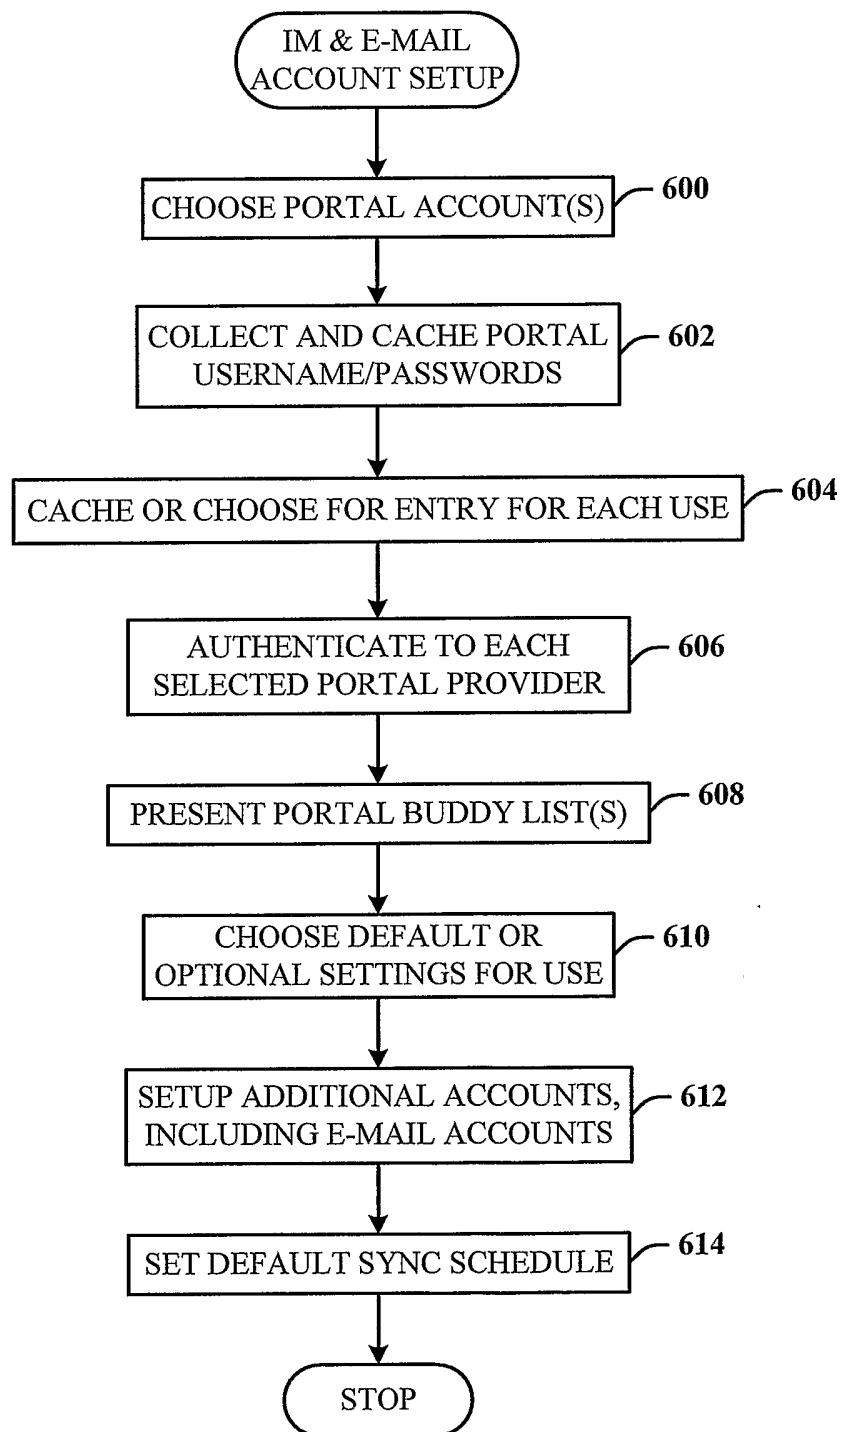 IM & E-MAIL
ACCOUNT SETUP
CHOOSE PORTAL ACCOUNT(S)
600
COLLECT AND CACHE PORTAL
USERNAME/PASSWORDS
602
CACHE OR CHOOSE FOR ENTRY FOR EACH USE
604
AUTHENTICATE TO EACH
SELECTED PORTAL PROVIDER
606
PRESENT PORTAL BUDDY LIST(S)
608
CHOOSE DEFAULT OR
OPTIONAL SETTINGS FOR USE
610
SETUP ADDITIONAL ACCOUNTS,
INCLUDING E-MAIL ACCOUNTS
612
SET DEFAULT SYNC SCHEDULE
614
STOP